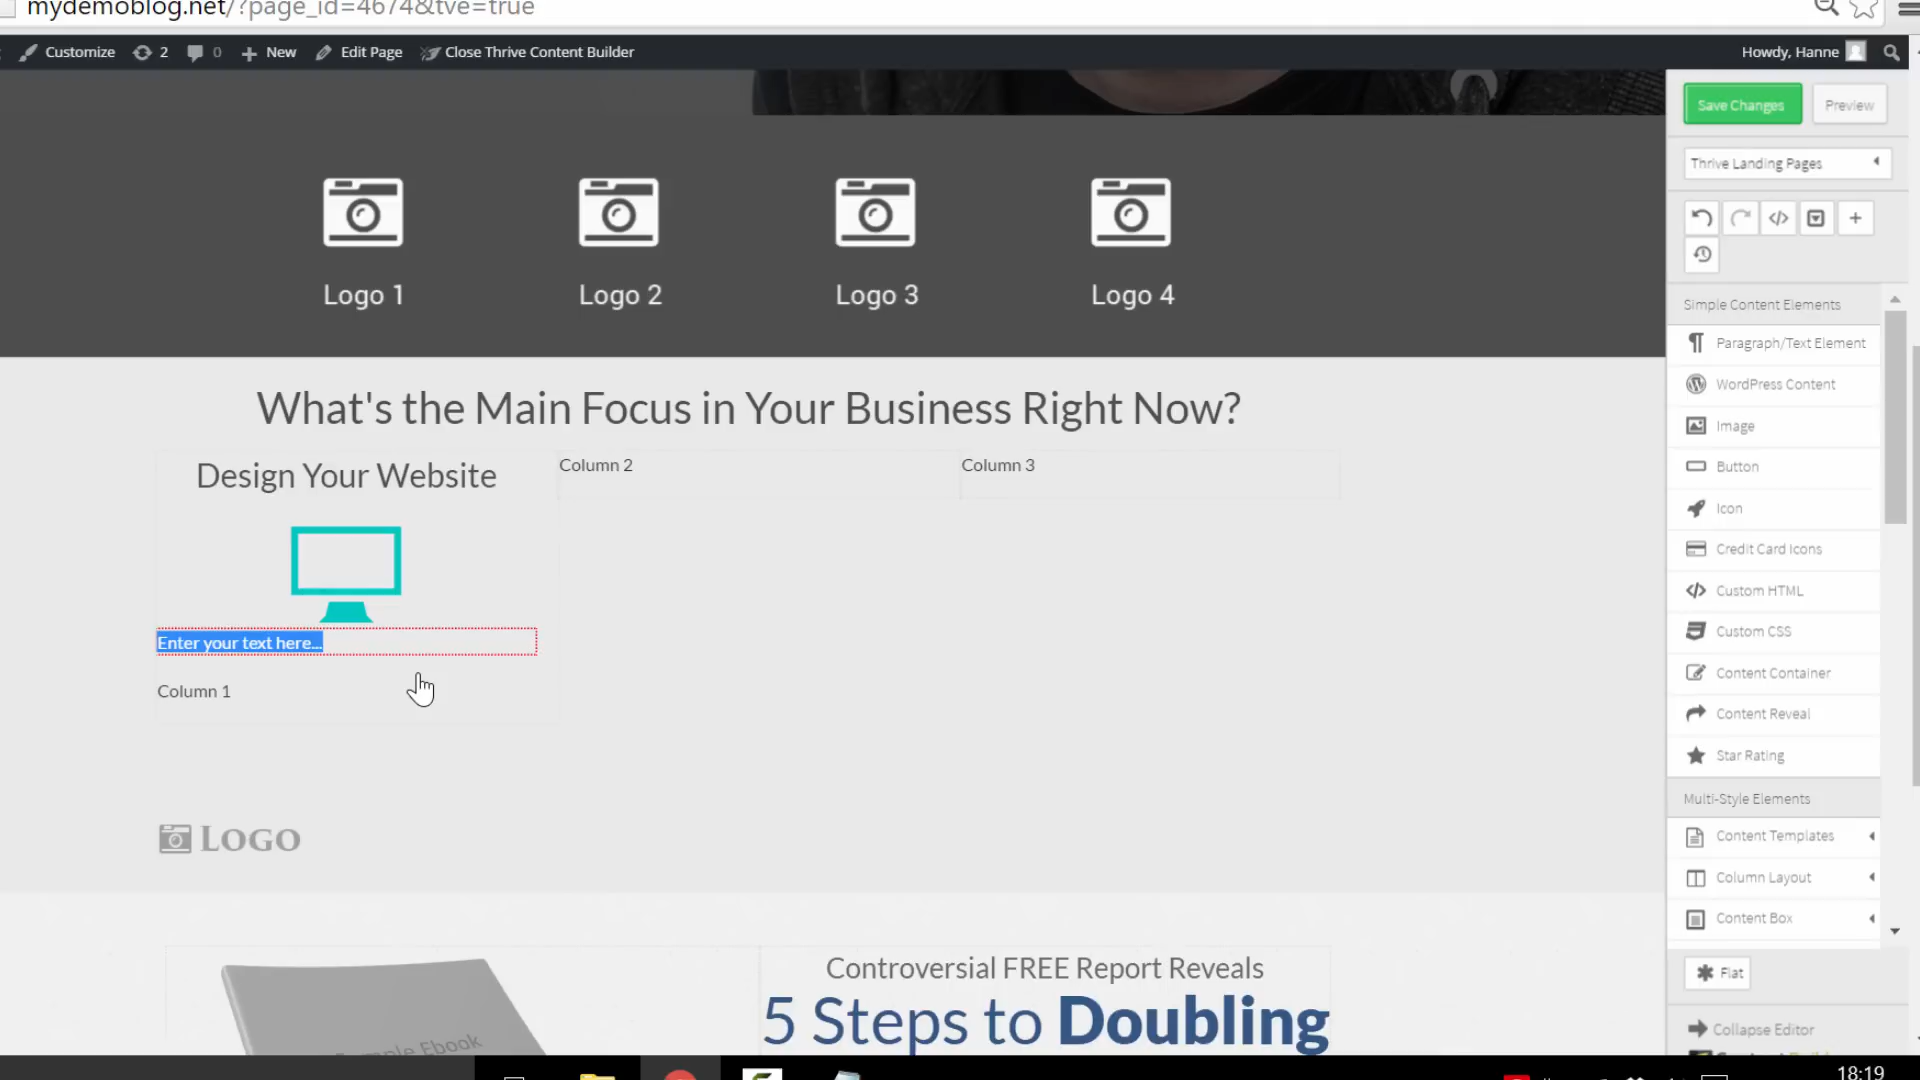 mydemoblog.net/?page_id=4674&tve=true
Customize 2 0 New Edit Page Close Thrive Content Builder Howdy, Hanne
Save Changes Preview
Thrive Landing Pages
Logo 1 Logo 2 Logo 3 Logo 4
Simple Content Elements
Paragraph/Text Element
WordPress Content
Image
Button
Icon
Credit Card Icons
Custom HTML
Custom CSS
Content Container
Content Reveal
Star Rating
Multi-Style Elements
Content Templates
Column Layout
Content Box
Flat
Collapse Editor
What's the Main Focus in Your Business Right Now?
Design Your Website
Column 2
Column 3
Enter your text here...
Column 1
LOGO
Controversial FREE Report Reveals
5 Steps to Doubling
Sample Ebook
18:19